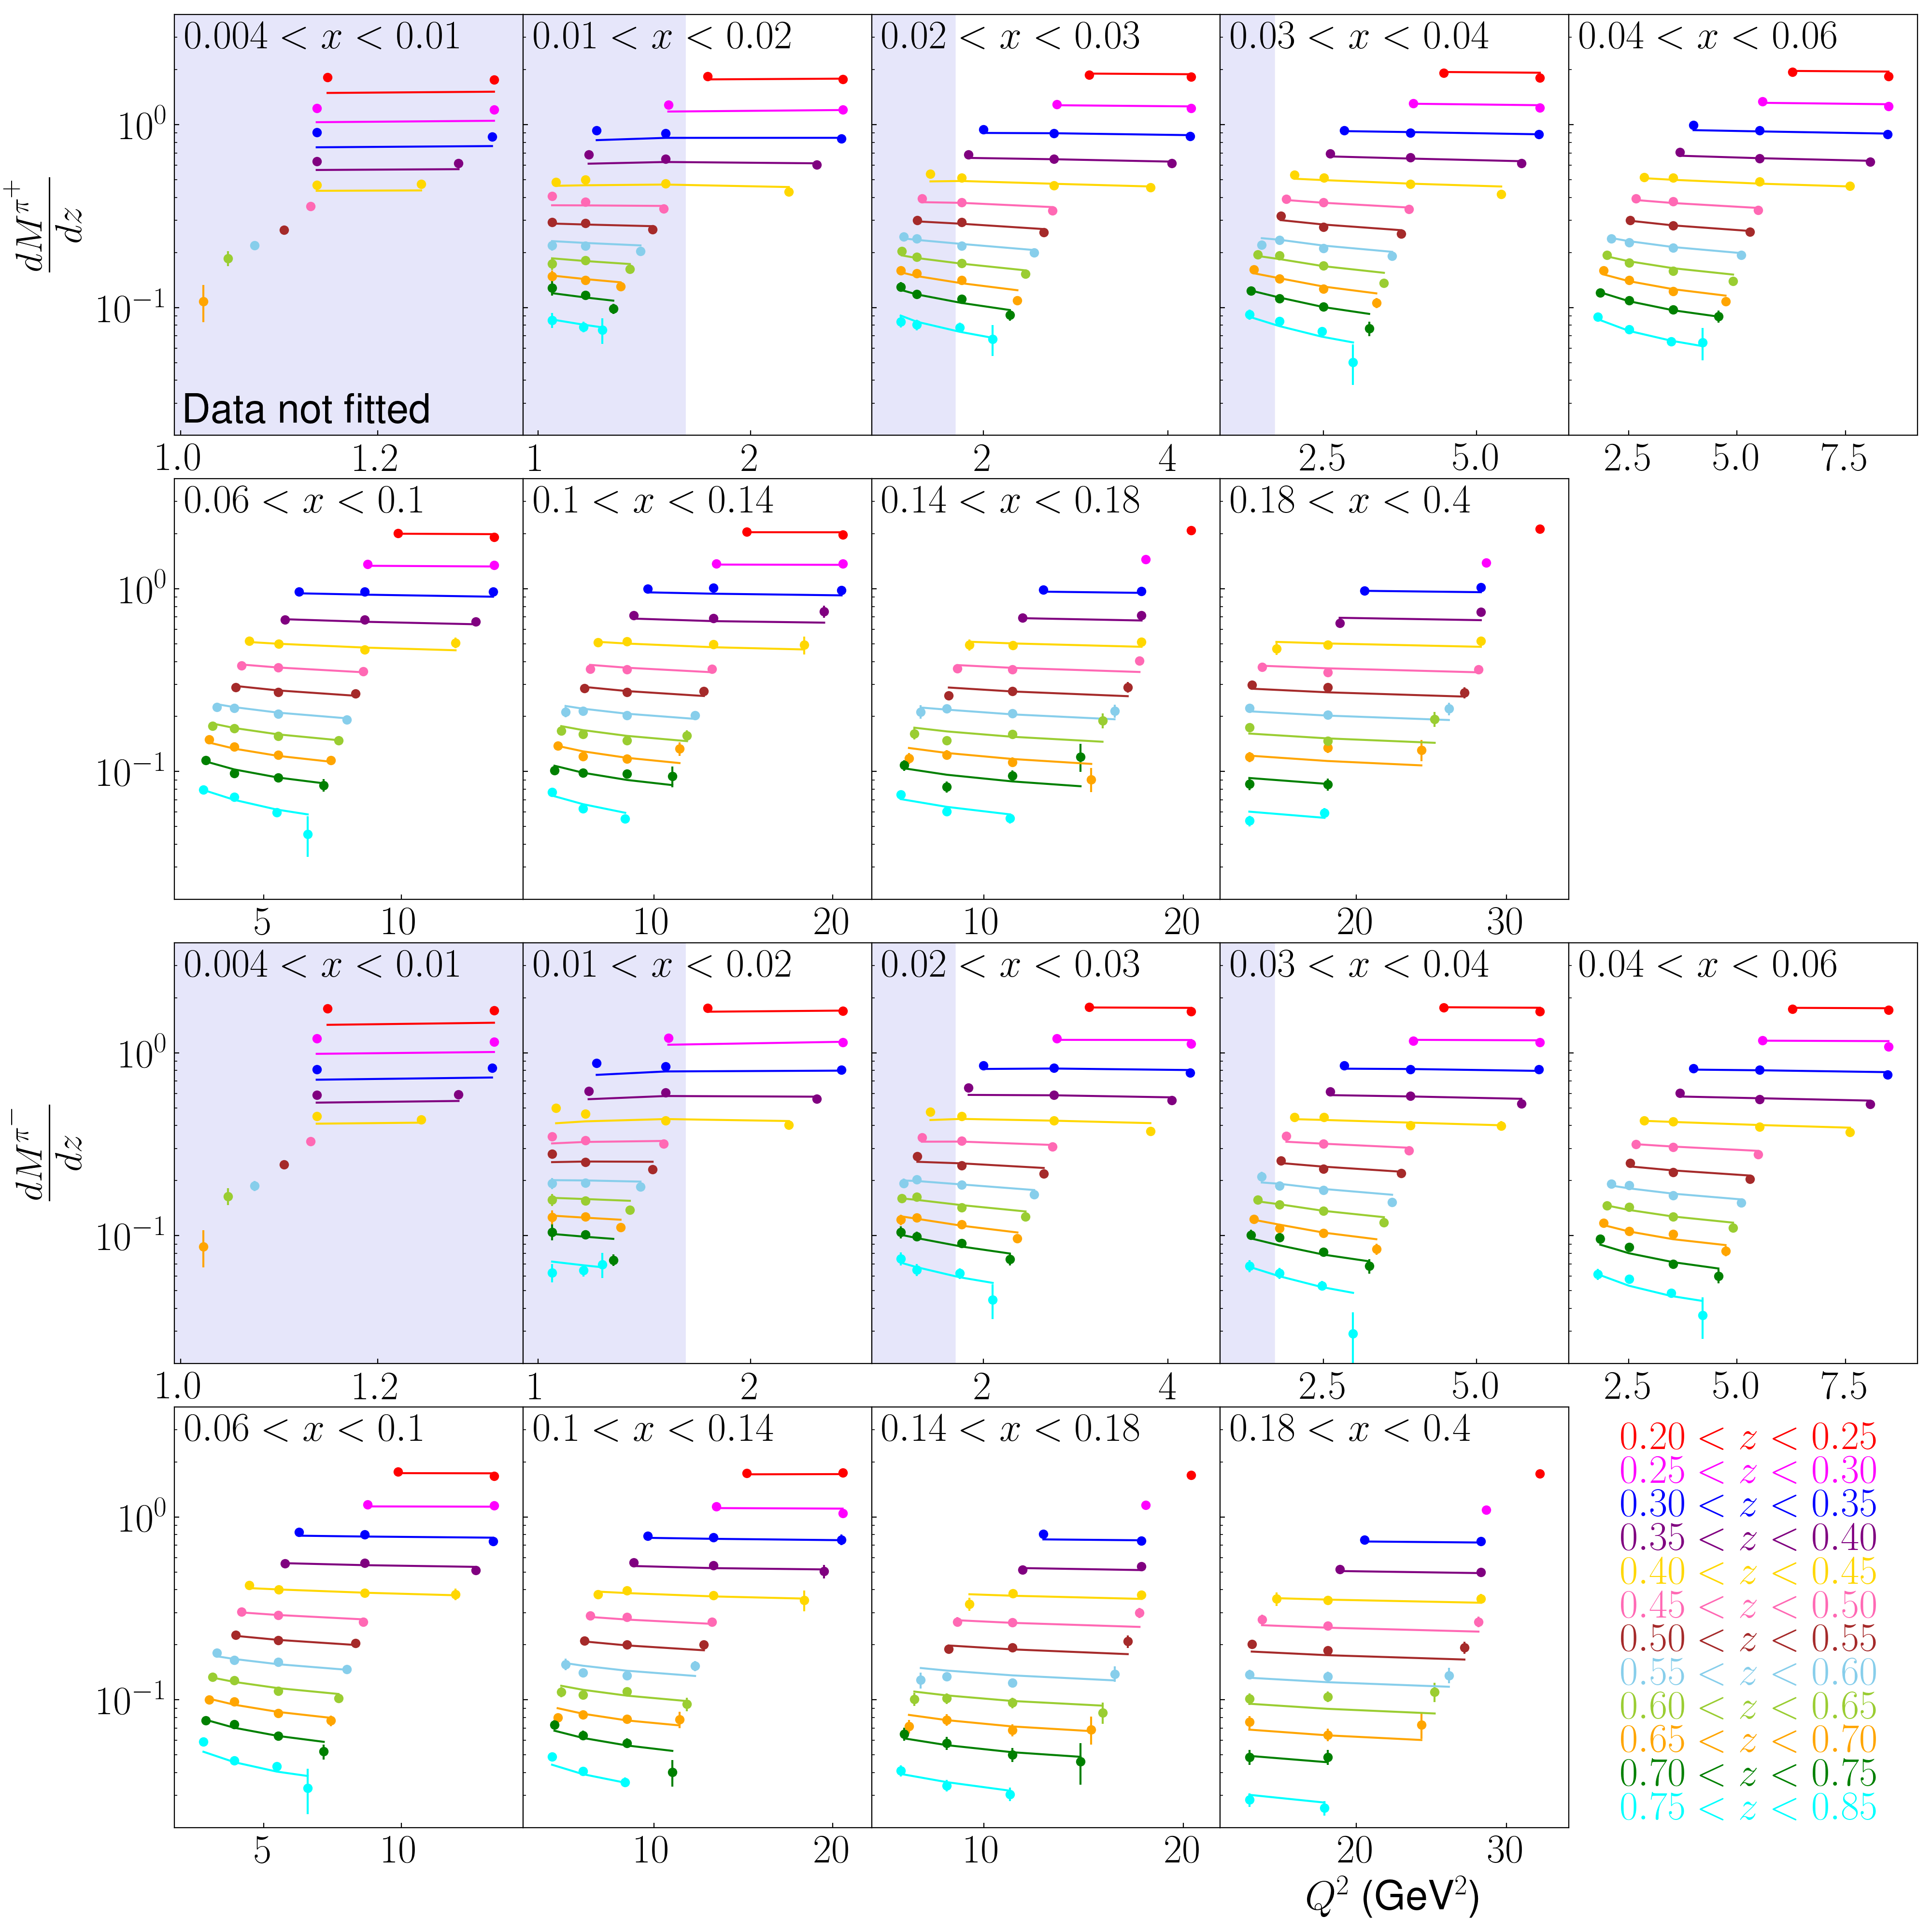 0.004 < x < 0.01 0.01 < x < 0.02 0.02 < x < 0.03 0.03 < x < 0.04 0.04 < x < 0.06
10^0
dM^{π^+}
dz
10^{−1}
Data not fitted
1.0 1.2 1 2 2 4 2.5 5.0 2.5 5.0 7.5
0.06 < x < 0.1 0.1 < x < 0.14 0.14 < x < 0.18 0.18 < x < 0.4
10^0
10^{−1}
5 10 10 20 10 20 20 30
0.004 < x < 0.01 0.01 < x < 0.02 0.02 < x < 0.03 0.03 < x < 0.04 0.04 < x < 0.06
10^0
dM^{π^−}
dz
10^{−1}
1.0 1.2 1 2 2 4 2.5 5.0 2.5 5.0 7.5
0.06 < x < 0.1 0.1 < x < 0.14 0.14 < x < 0.18 0.18 < x < 0.4
10^0
10^{−1}
5 10 10 20 10 20 20 30
Q^2 (GeV^2)
0.20 < z < 0.25
0.25 < z < 0.30
0.30 < z < 0.35
0.35 < z < 0.40
0.40 < z < 0.45
0.45 < z < 0.50
0.50 < z < 0.55
0.55 < z < 0.60
0.60 < z < 0.65
0.65 < z < 0.70
0.70 < z < 0.75
0.75 < z < 0.85